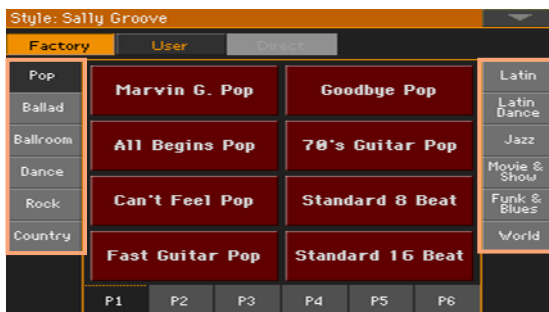 Style: Sally Groove
Factory
User
Direct
Pop
Ballad
Ballroom
Dance
Rock
Country
Marvin G. Pop
Goodbye Pop
All Begins Pop
70's Guitar Pop
Can't Feel Pop
Standard 8 Beat
Fast Guitar Pop
Standard 16 Beat
Latin
Latin
Dance
Jazz
Movie &
Show
Funk &
Blues
World
P1
P2
P3
P4
P5
P6